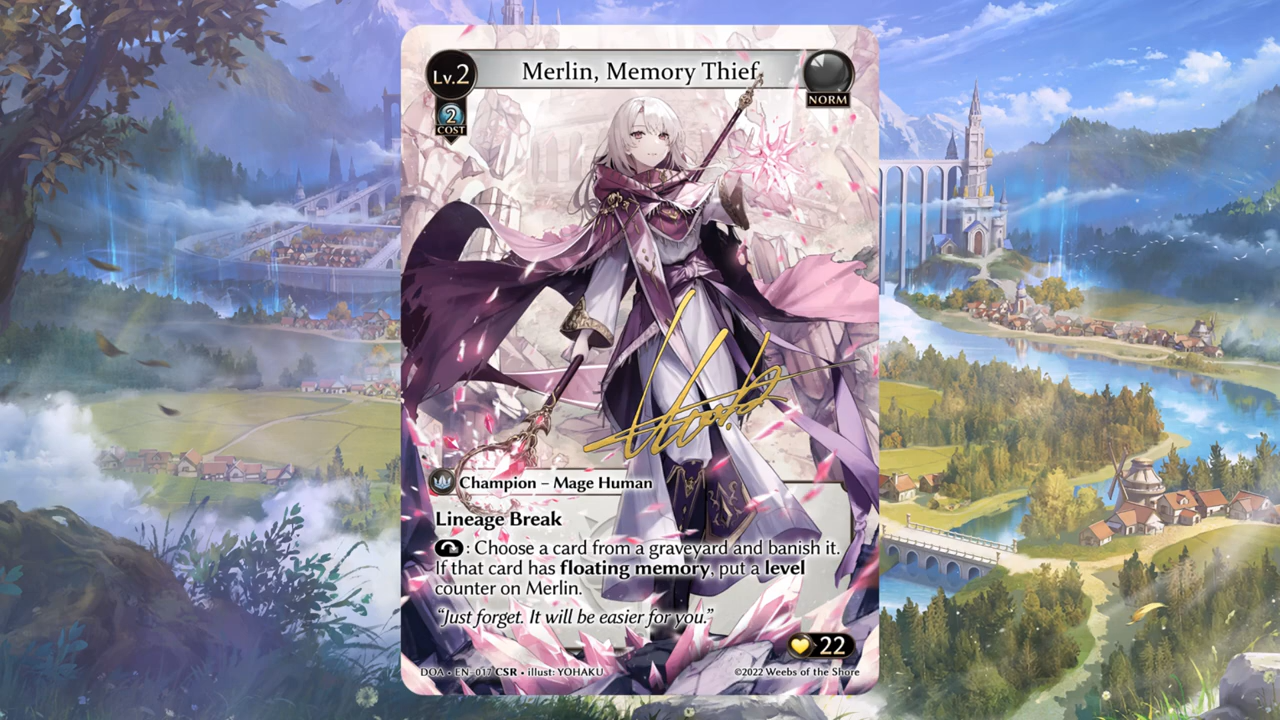 Lv.2
Merlin, Memory Thief
NORM
2
COST
Champion – Mage Human
Lineage Break
: Choose a card from a graveyard and banish it.
If that card has floating memory, put a level
counter on Merlin.
“Just forget. It will be easier for you.”
22
DOA • EN-017 CSR • illust: YOHAKU
©2022 Weebs of the Shore